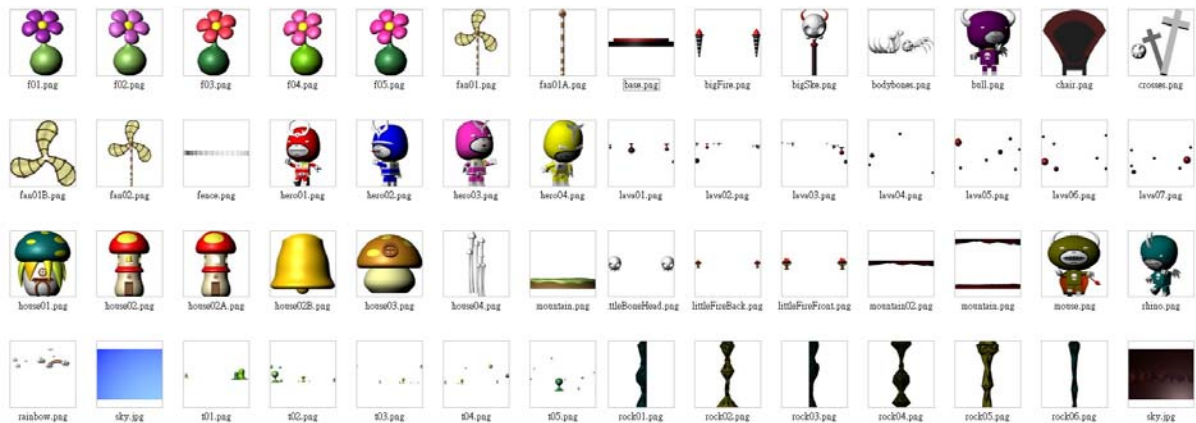 f01.png f02.png f03.png f04.png f05.png fan01.png fan01A.png base.png bigFire.png bigSke.png bodybones.png bull.png chair.png crosses.png
fan01B.png fan02.png fence.png hero01.png hero02.png hero03.png hero04.png lava01.png lava02.png lava03.png lava04.png lava05.png lava06.png lava07.png
house01.png house02.png house02A.png house02B.png house03.png house04.png mountain.png ttleBoneHead.png littleFireBack.png littleFireFront.png mountain02.png mountain.png mouse.png rhino.png
rainbow.png sky.jpg t01.png t02.png t03.png t04.png t05.png rock01.png rock02.png rock03.png rock04.png rock05.png rock06.png sky.jpg